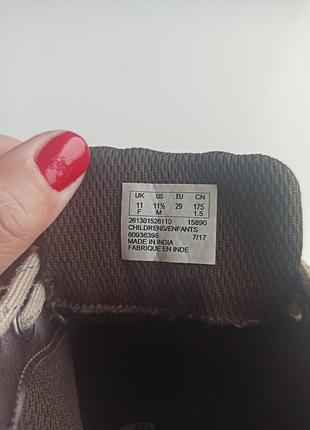 UK US EU CN
11 11½ 29 175
F M 1.5
261301526110 15890
CHILDRENS/ENFANTS
60936398 7/17
MADE IN INDIA
FABRIQUE EN INDE